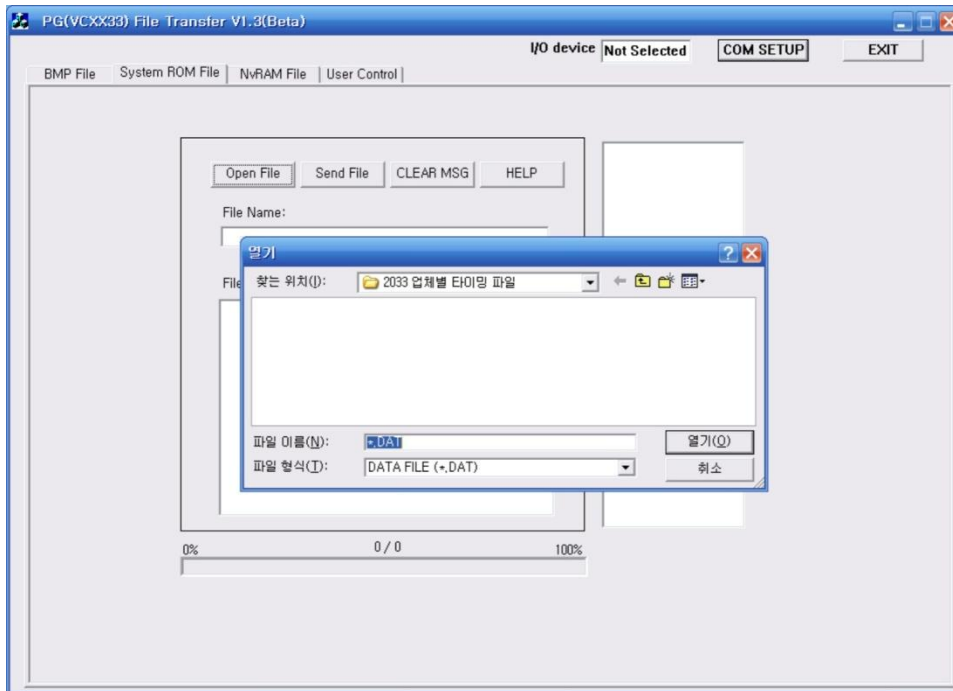 PG(VCXX33) File Transfer V1.3(Beta)
I/O device Not Selected COM SETUP EXIT
BMP File System ROM File NvRAM File User Control
Open File Send File CLEAR MSG HELP
File Name:
File
열기
찾는 위치(I): 2033 업체별 타이밍 파일
파일 이름(N): *.DAT 열기(O)
파일 형식(T): DATA FILE (*.DAT) 취소
0% 0 / 0 100%